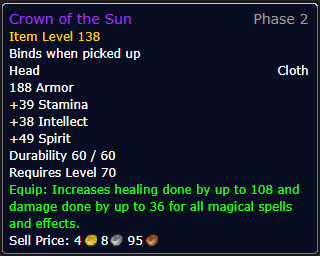 Crown of the Sun Phase 2
Item Level 138
Binds when picked up
Head Cloth
188 Armor
+39 Stamina
+38 Intellect
+49 Spirit
Durability 60 / 60
Requires Level 70
Equip: Increases healing done by up to 108 and
damage done by up to 36 for all magical spells
and effects.
Sell Price: 4 8 95